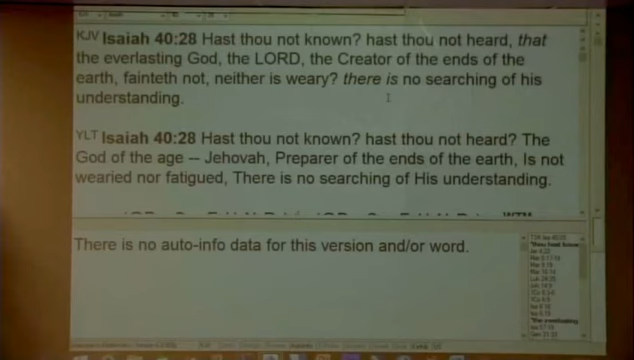 KJV Isaiah 40:28 Hast thou not known? hast thou not heard, that
the everlasting God, the LORD, the Creator of the ends of the
earth, fainteth not, neither is weary? there is no searching of his
understanding.
YLT Isaiah 40:28 Hast thou not known? hast thou not heard? The
God of the age -- Jehovah, Preparer of the ends of the earth, Is not
wearied nor fatigued, There is no searching of His understanding.
There is no auto-info data for this version and/or word.